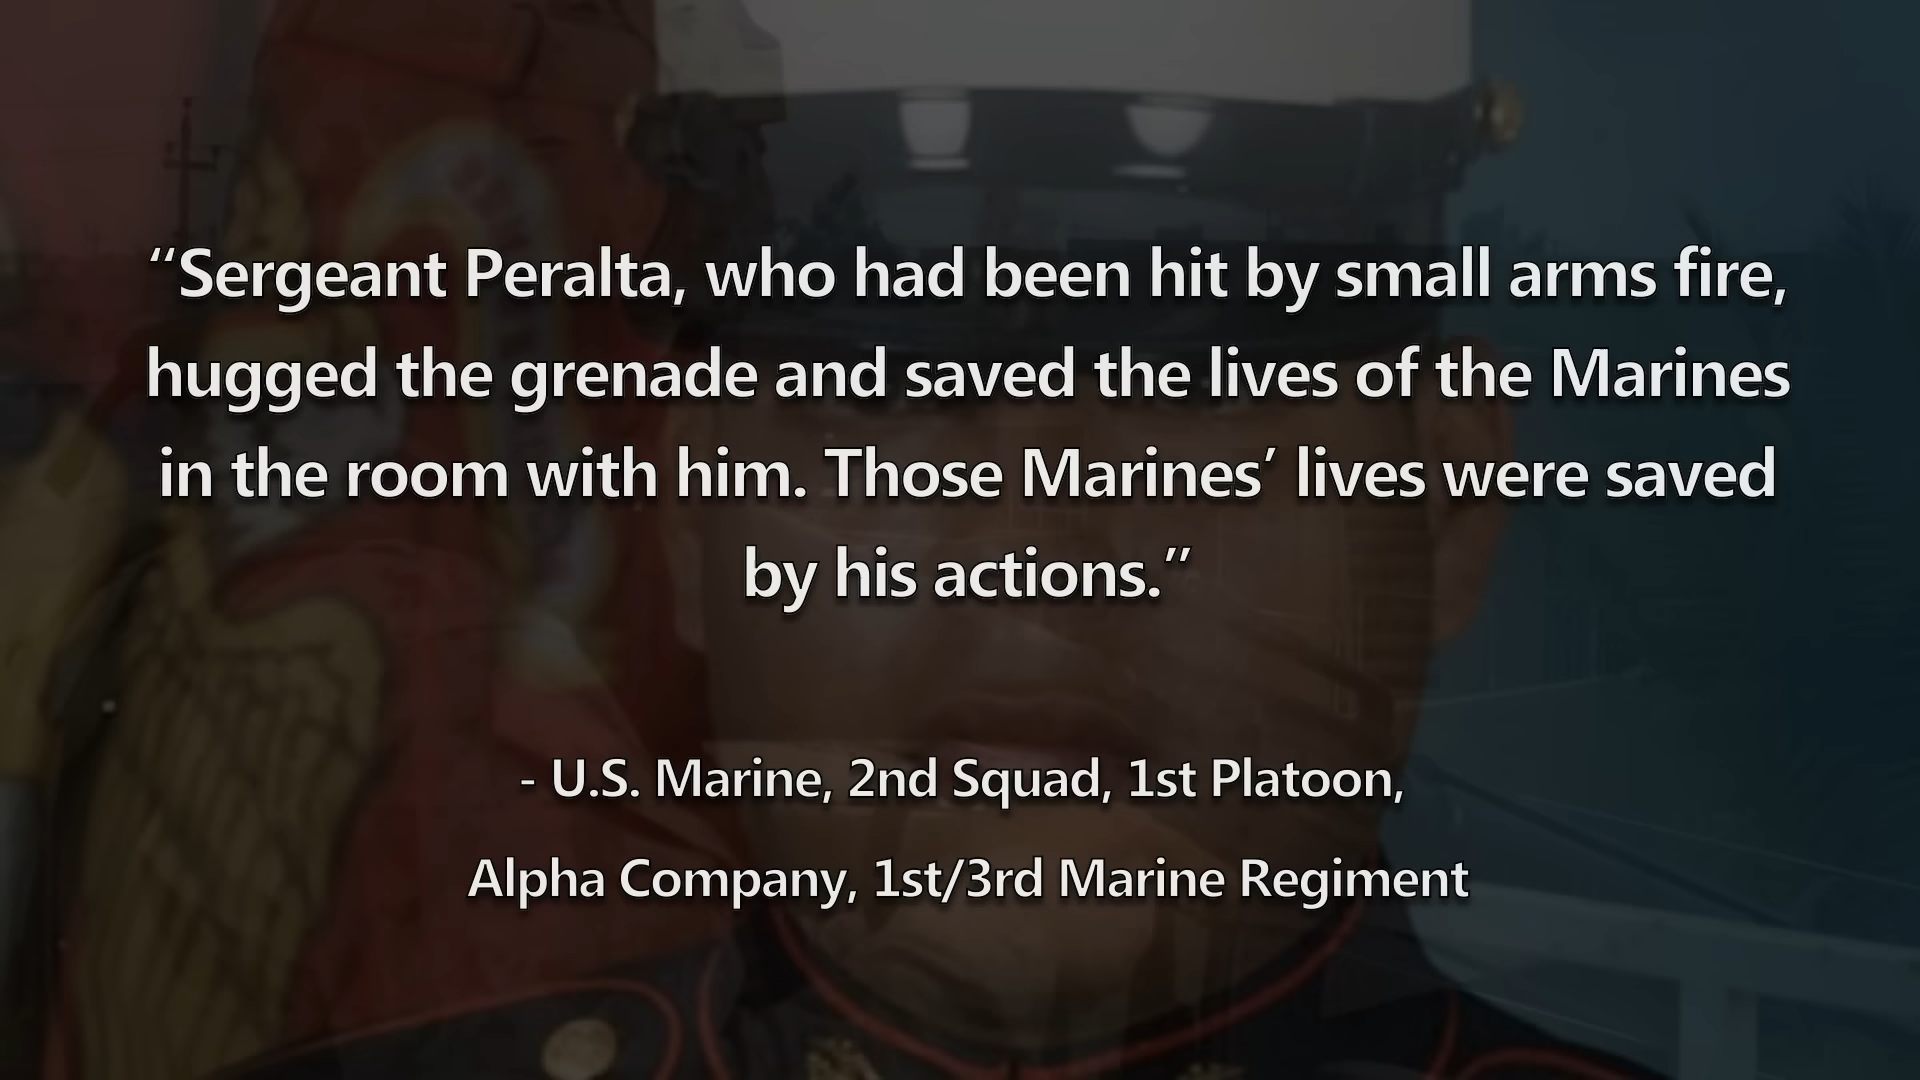 “Sergeant Peralta, who had been hit by small arms fire,
hugged the grenade and saved the lives of the Marines
in the room with him. Those Marines’ lives were saved
by his actions.”
- U.S. Marine, 2nd Squad, 1st Platoon,
Alpha Company, 1st/3rd Marine Regiment